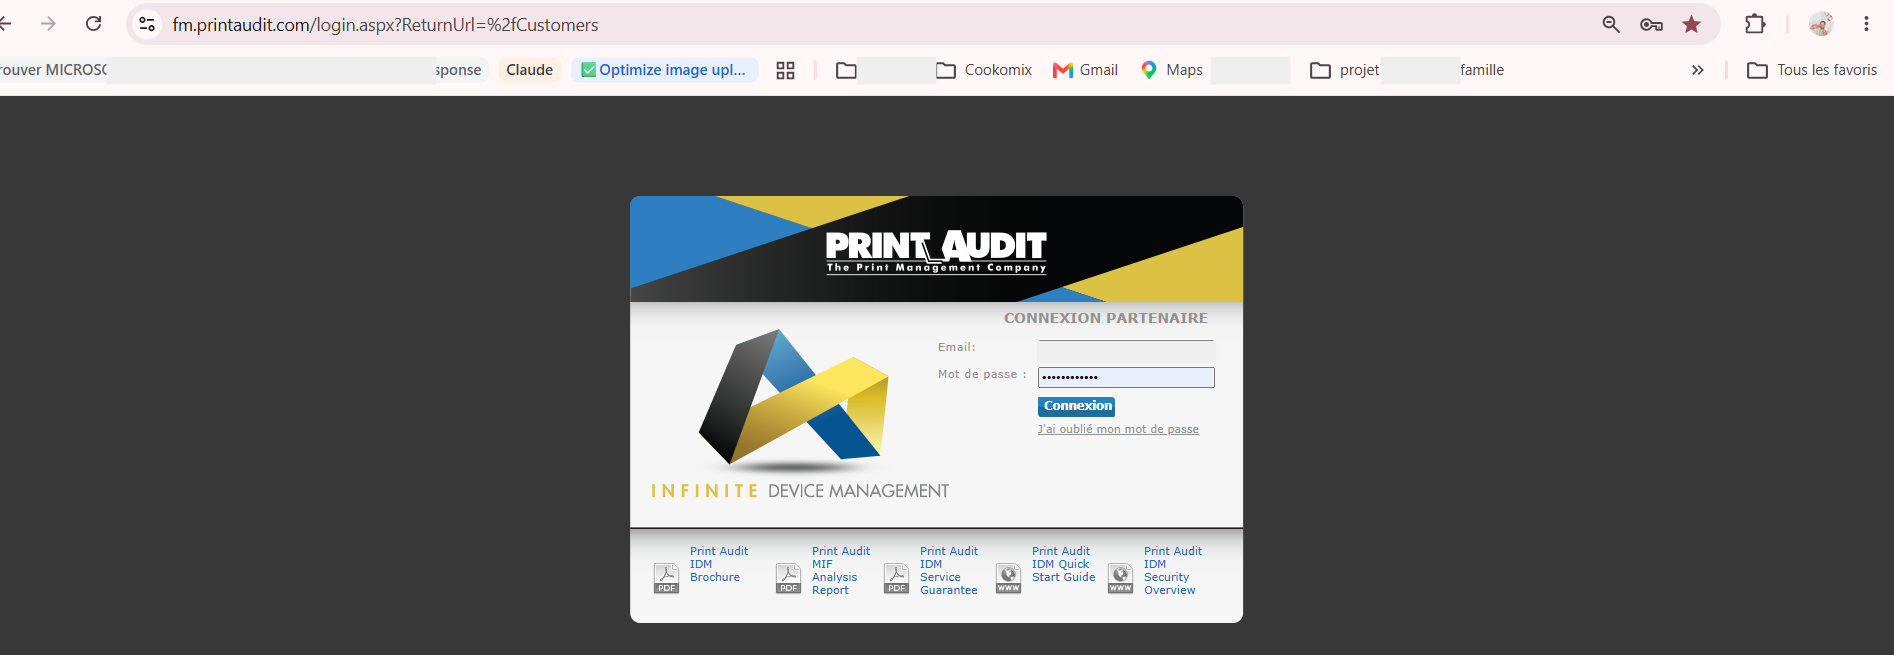 fm.printaudit.com/login.aspx?ReturnUrl=%2fCustomers
sponse Claude ✅Optimize image upl... Cookomix Gmail Maps projet famille » Tous les favoris
PRINT AUDIT
The Print Management Company
CONNEXION PARTENAIRE
Email:
Mot de passe : ••••••••••••
Connexion
J'ai oublié mon mot de passe
INFINITE DEVICE MANAGEMENT
Print Audit
IDM
Brochure
PDF
Print Audit
MIF
Analysis
Report
PDF
Print Audit
IDM
Service
Guarantee
PDF
Print Audit
IDM Quick
Start Guide
WWW
Print Audit
IDM
Security
Overview
WWW